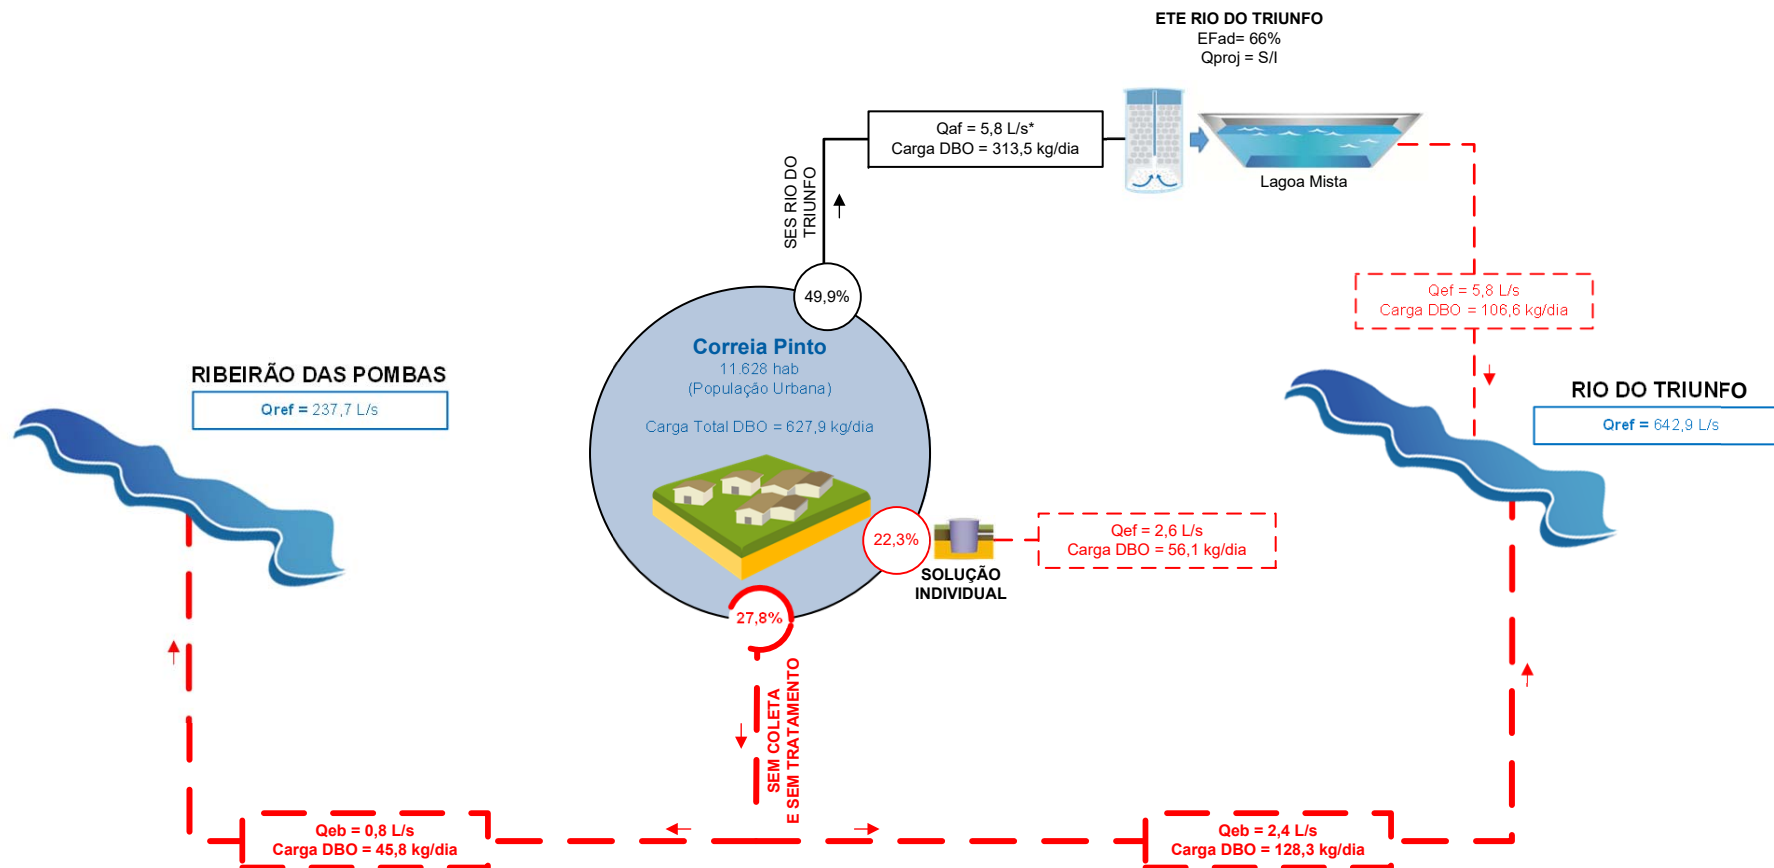 ETE RIO DO TRIUNFO
EFad= 66%
Qproj = S/I
Qaf = 5,8 L/s*
Carga DBO = 313,5 kg/dia
Lagoa Mista
SES RIO DO
TRIUNFO
49,9%
Qef = 5,8 L/s
Carga DBO = 106,6 kg/dia
Correia Pinto
11.628 hab
(População Urbana)
Carga Total DBO = 627,9 kg/dia
RIBEIRÃO DAS POMBAS
Qref = 237,7 L/s
RIO DO TRIUNFO
Qref = 642,9 L/s
22,3%
SOLUÇÃO
INDIVIDUAL
Qef = 2,6 L/s
Carga DBO = 56,1 kg/dia
27,8%
SEM COLETA
E SEM TRATAMENTO
Qeb = 0,8 L/s
Carga DBO = 45,8 kg/dia
Qeb = 2,4 L/s
Carga DBO = 128,3 kg/dia